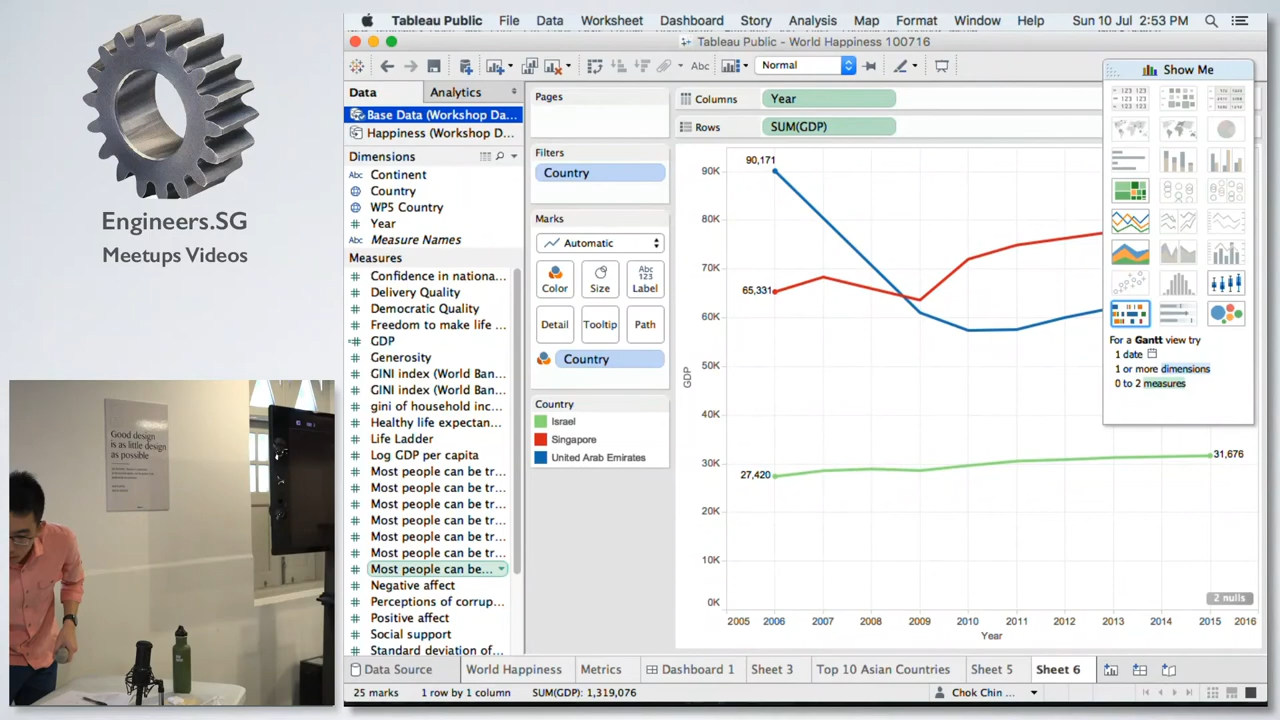 Engineers.SG
Meetups Videos
Good design
is as little design
as possible
Tableau Public File Data Worksheet Dashboard Story Analysis Map Format Window Help Sun 10 Jul 2:53 PM
Tableau Public - World Happiness 100716
Abc Normal
Show Me
Data Analytics
Base Data (Workshop Da...
Happiness (Workshop D...
Dimensions
Abc Continent
Country
WP5 Country
# Year
Abc Measure Names
Measures
# Confidence in nationa...
# Delivery Quality
# Democratic Quality
# Freedom to make life ...
GDP
# Generosity
# GINI index (World Ban...
# GINI index (World Ban...
# gini of household inc...
# Healthy life expectan...
# Life Ladder
# Log GDP per capita
# Most people can be tr...
# Most people can be tr...
# Most people can be tr...
# Most people can be tr...
# Most people can be tr...
# Most people can be tr...
# Most people can be...
# Negative affect
# Perceptions of corrup...
# Positive affect
# Social support
# Standard deviation of...
Pages
Filters
Country
Marks
Automatic
Abc
123
Color Size Label
Detail Tooltip Path
Country
Country
Israel
Singapore
United Arab Emirates
Columns Year
Rows SUM(GDP)
90,171
90K
80K
70K
65,331
60K
50K
GDP
40K
30K
27,420
31,676
20K
10K
0K
2 nulls
2005 2006 2007 2008 2009 2010 2011 2012 2013 2014 2015 2016
Year
For a Gantt view try
1 date
1 or more dimensions
0 to 2 measures
Data Source World Happiness Metrics Dashboard 1 Sheet 3 Top 10 Asian Countries Sheet 5 Sheet 6
25 marks 1 row by 1 column SUM(GDP): 1,319,076 Chok Chin ...